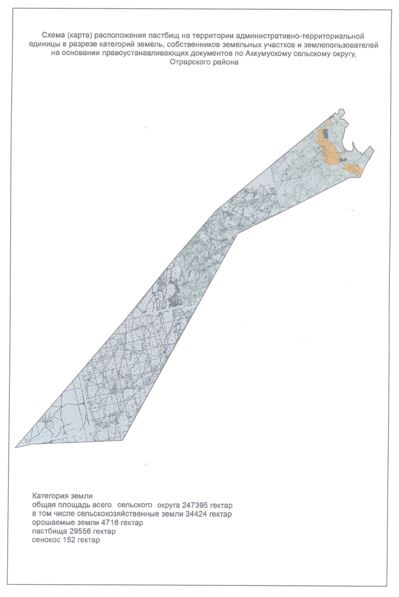 Схема (карта) расположения пастбищ на территории административно-территориальной
единицы в разрезе категорий земель, собственников земельных участков и землепользователей
на основании правоустанавливающих документов по Аккумускому сельскому округу,
Отрарского района
Категория земли
общая площадь всего сельского округа 247395 гектар
в том числе сельскохозяйственные земли 34424 гектар
орошаемые земли 4716 гектар
пастбища 29556 гектар
сенокос 152 гектар